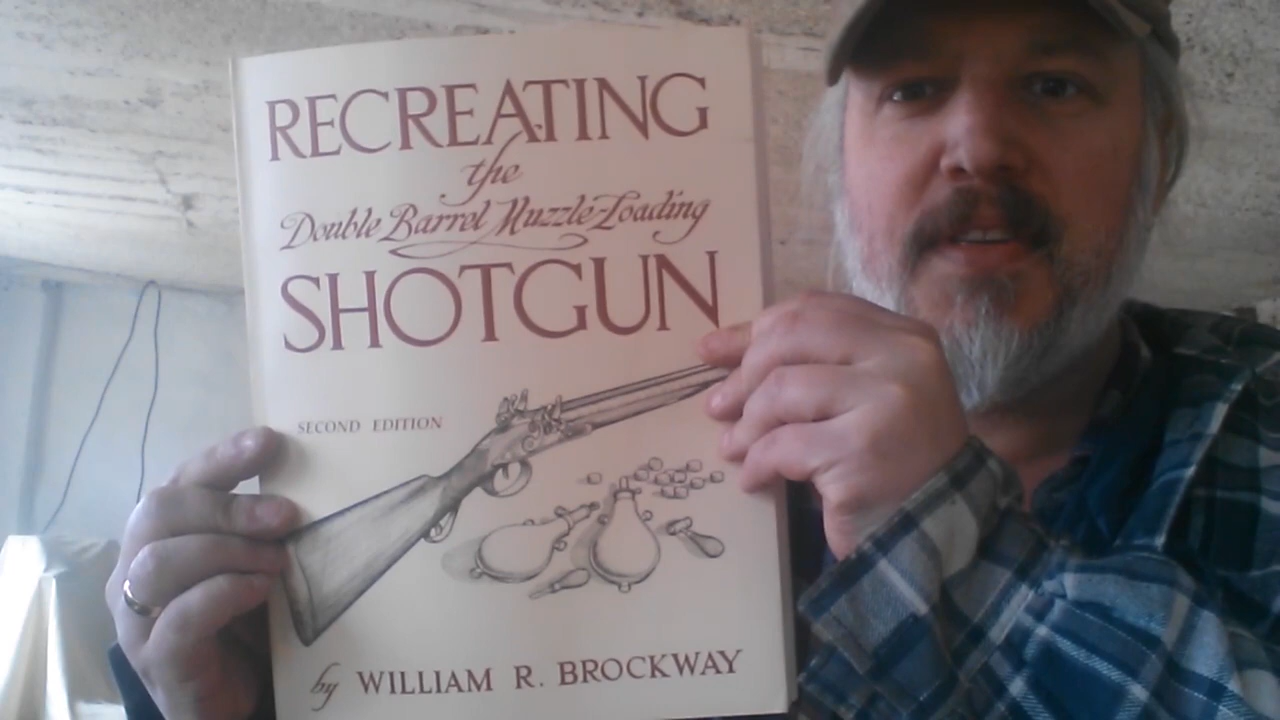 RECREATING
the
Double Barrel Muzzle-Loading
SHOTGUN
SECOND EDITION
by WILLIAM R. BROCKWAY